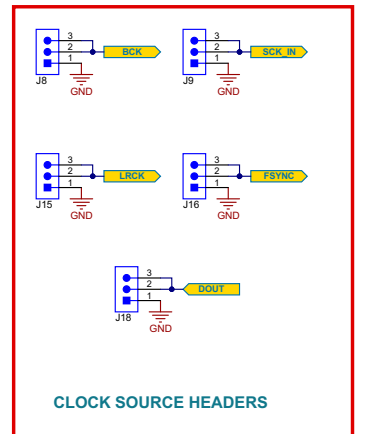 3
2 BCK
1
J8 GND
3
2 SCK_IN
1
J9 GND
3
2 LRCK
1
J15 GND
3
2 FSYNC
1
J16 GND
3
2 DOUT
1
J18 GND
CLOCK SOURCE HEADERS